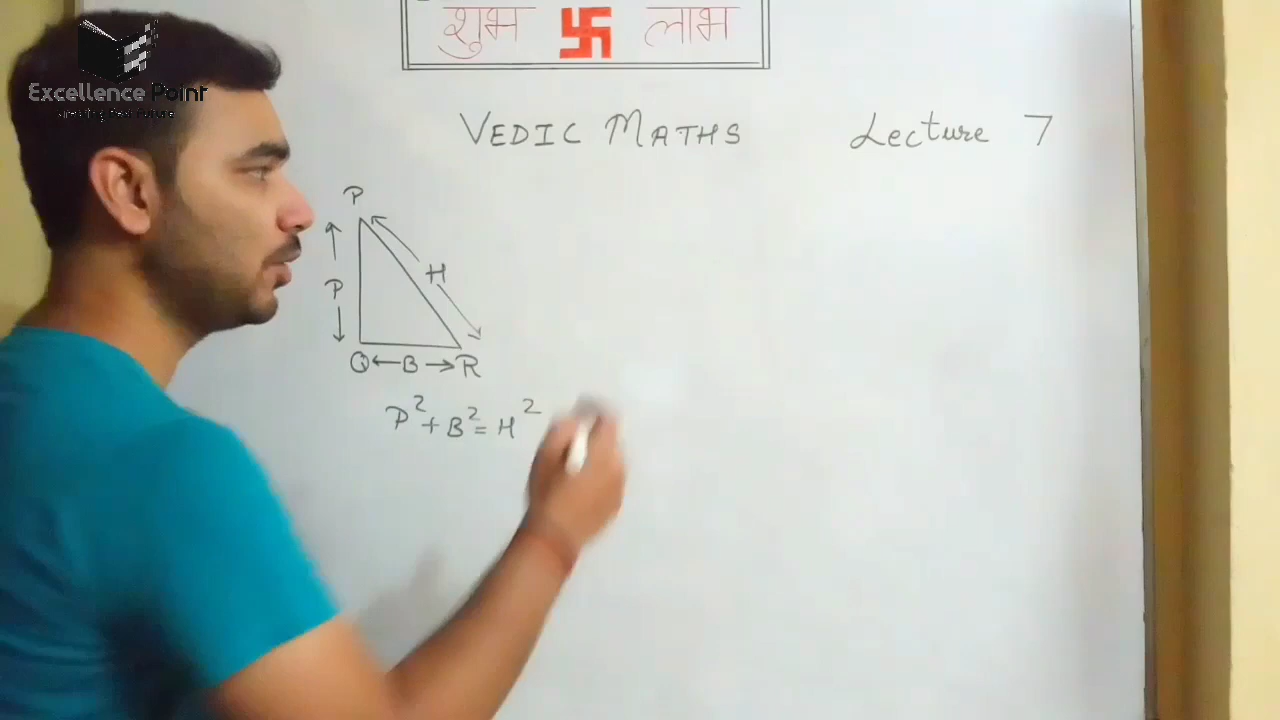 शुभ लाभ
Excellence Point
VEDIC MATHS Lecture 7
P
H
P
Q B R
P² + B² = H²